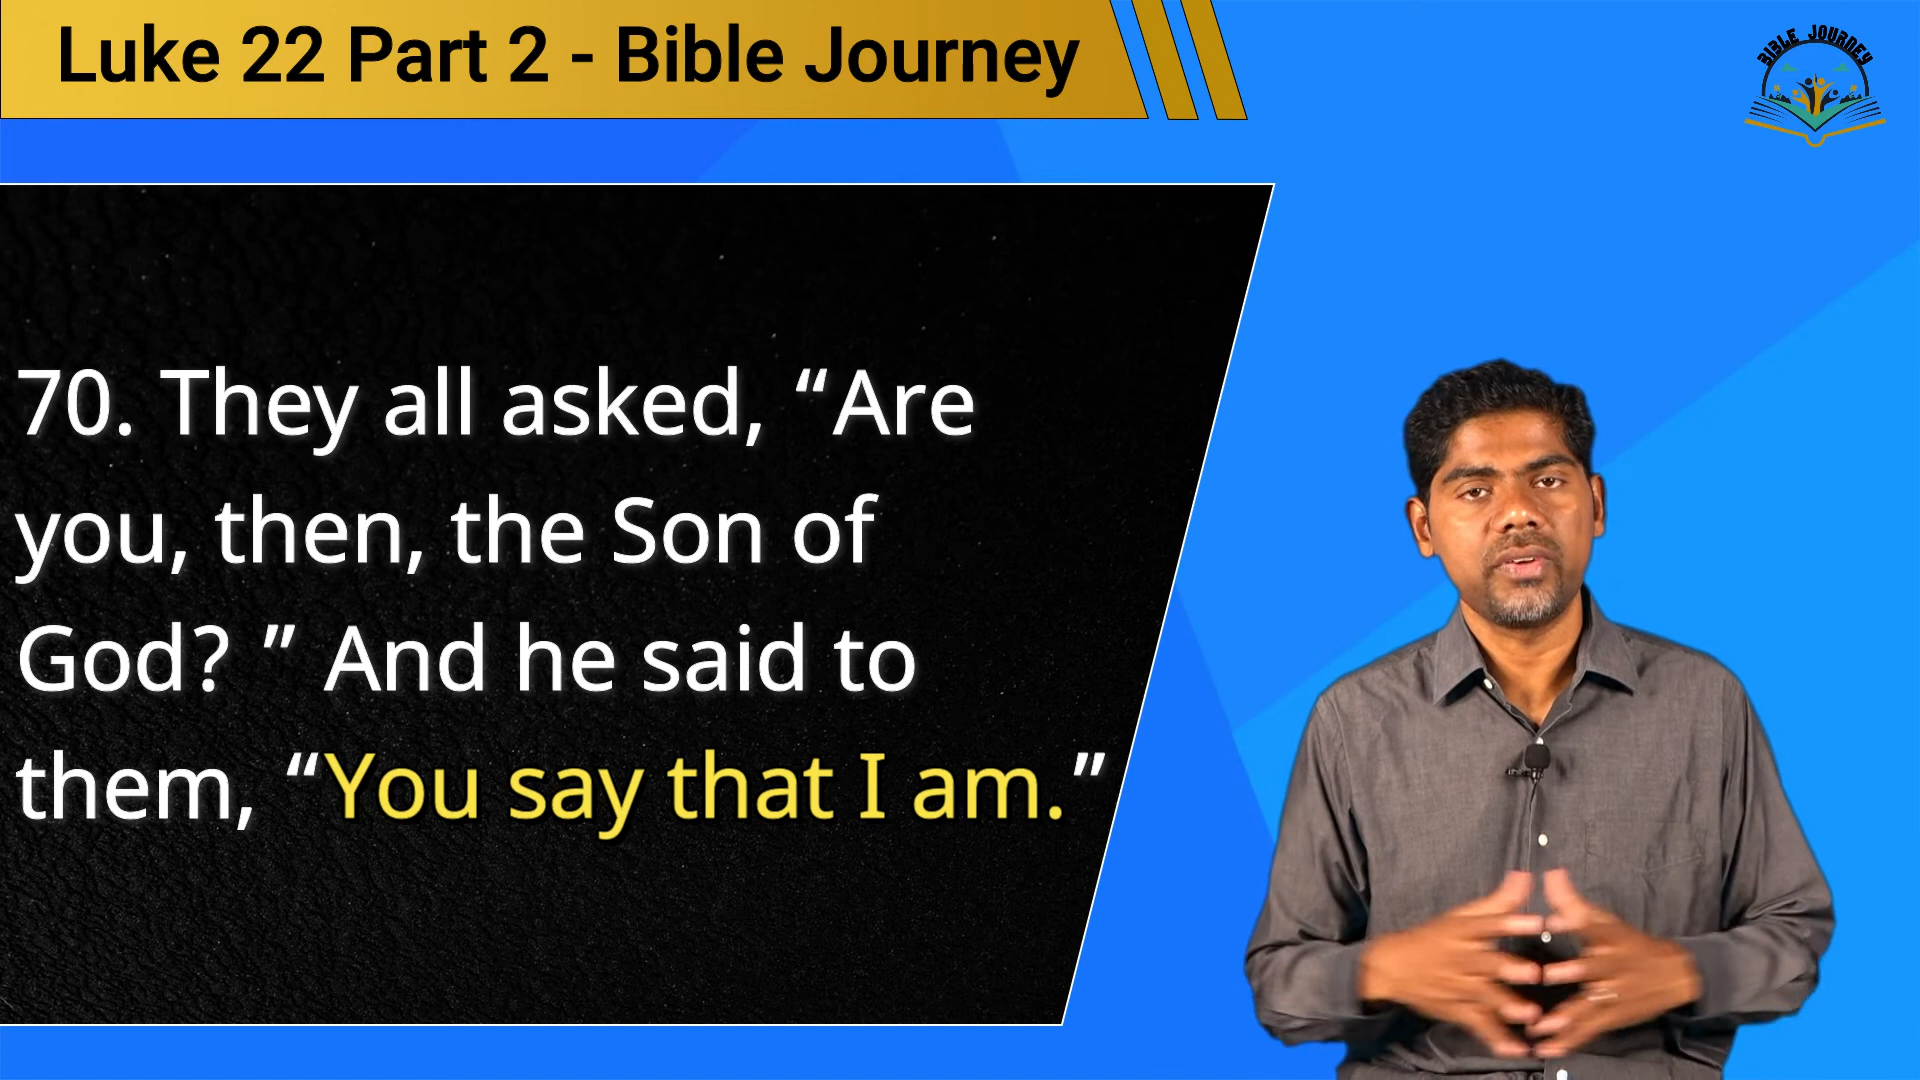 Luke 22 Part 2 - Bible Journey
BIBLE JOURNEY
70. They all asked, “Are
you, then, the Son of
God? ” And he said to
them, “You say that I am.”